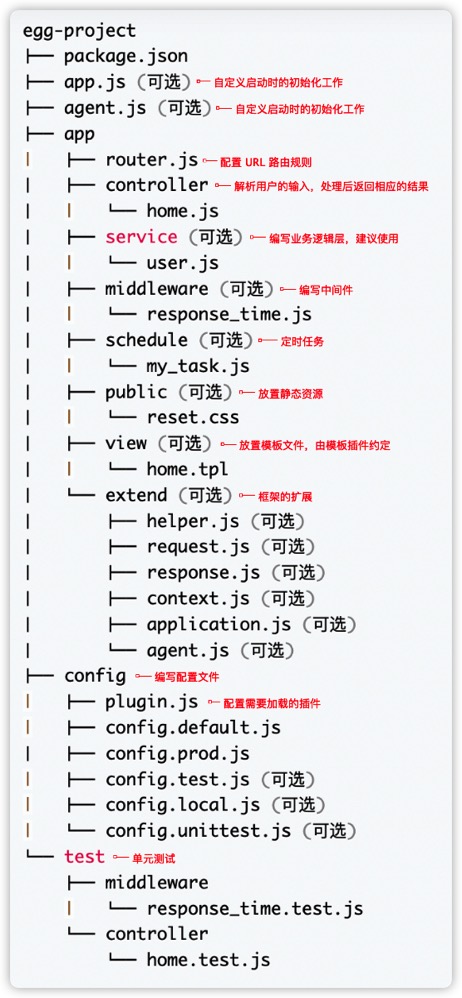 egg-project
├── package.json
├── app.js (可选) 自定义启动时的初始化工作
├── agent.js (可选) 自定义启动时的初始化工作
├── app
|   ├── router.js 配置 URL 路由规则
│   ├── controller 解析用户的输入，处理后返回相应的结果
│   |   └── home.js
│   ├── service (可选) 编写业务逻辑层，建议使用
│   |   └── user.js
│   ├── middleware (可选) 编写中间件
│   |   └── response_time.js
│   ├── schedule (可选) 定时任务
│   |   └── my_task.js
│   ├── public (可选) 放置静态资源
│   |   └── reset.css
│   ├── view (可选) 放置模板文件，由模板插件约定
│   |   └── home.tpl
│   └── extend (可选) 框架的扩展
│       ├── helper.js (可选)
│       ├── request.js (可选)
│       ├── response.js (可选)
│       ├── context.js (可选)
│       ├── application.js (可选)
│       └── agent.js (可选)
├── config 编写配置文件
|   ├── plugin.js 配置需要加载的插件
|   ├── config.default.js
│   ├── config.prod.js
|   ├── config.test.js (可选)
|   ├── config.local.js (可选)
|   └── config.unittest.js (可选)
└── test 单元测试
    ├── middleware
    |   └── response_time.test.js
    └── controller
        └── home.test.js